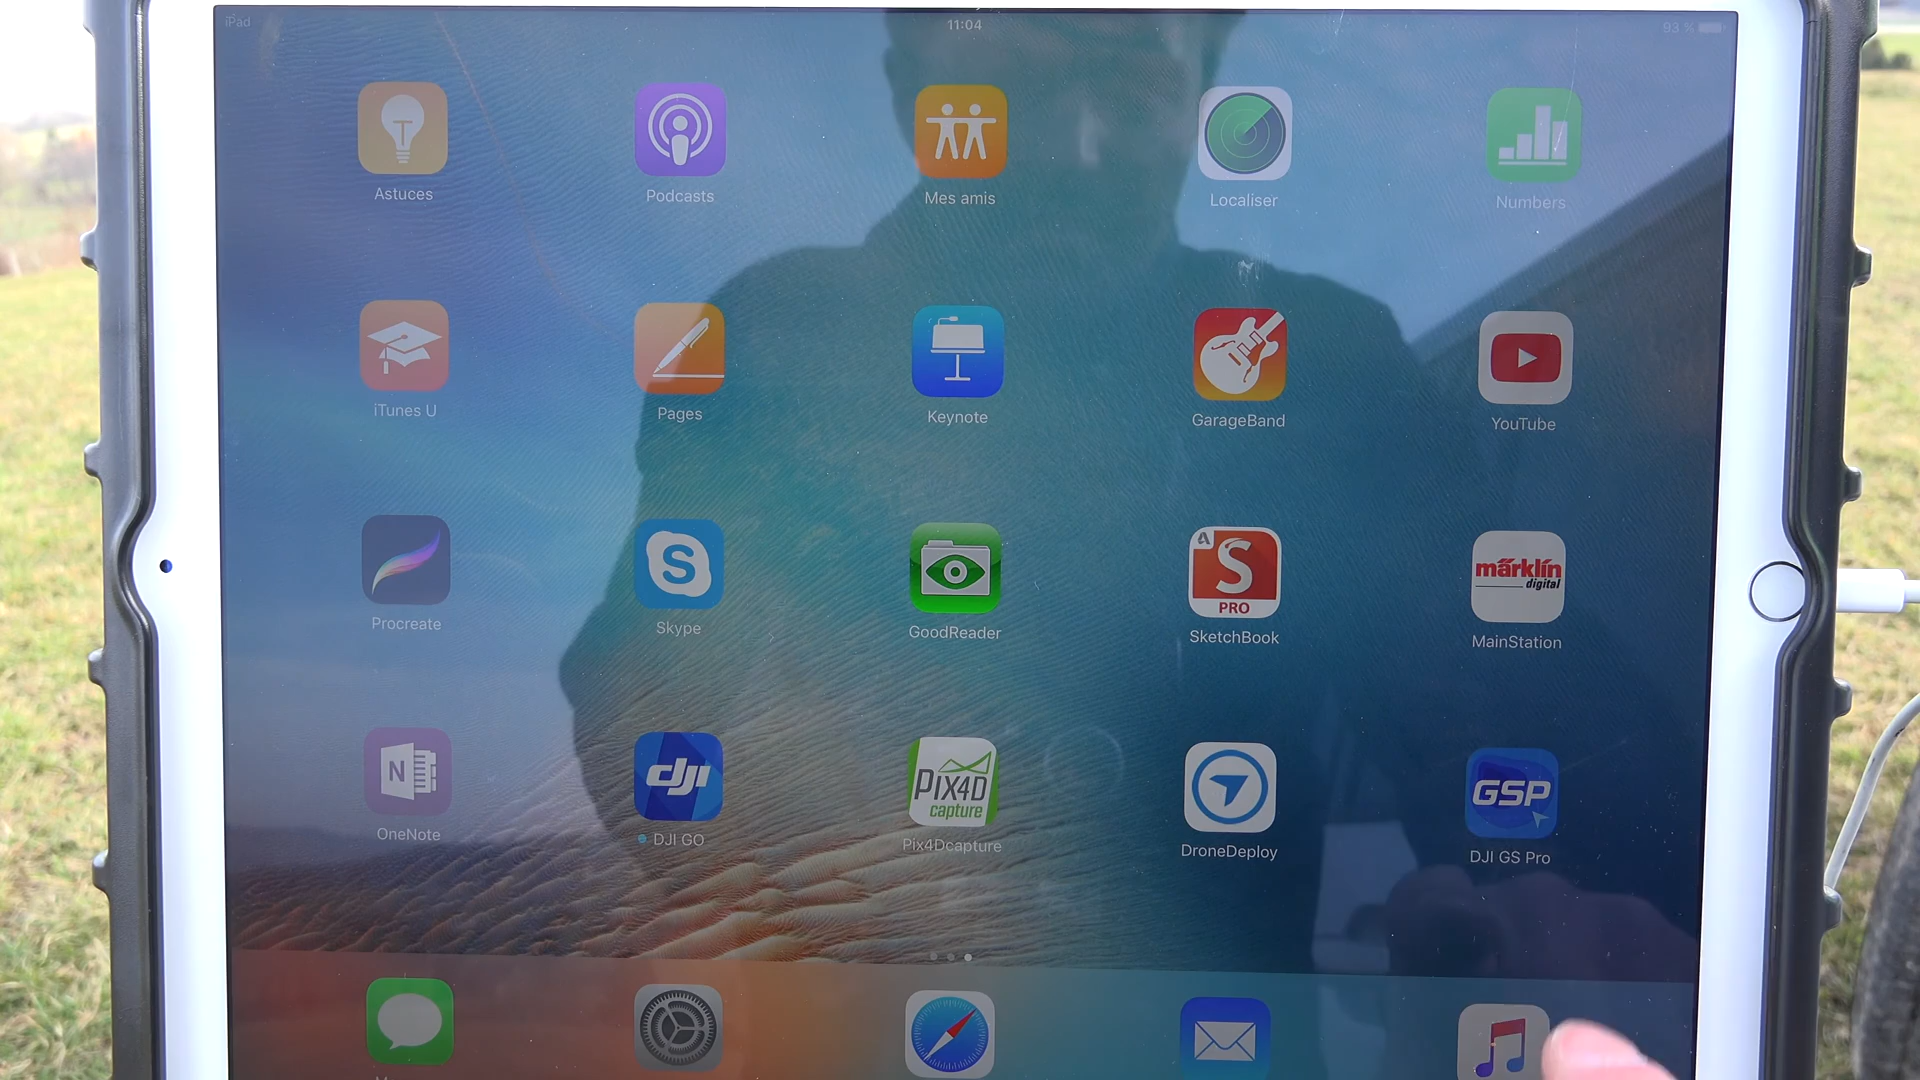 iPad 11:04 93 %
Astuces Podcasts Mes amis Localiser Numbers
iTunes U Pages Keynote GarageBand YouTube
S A S PRO märklin digital
Procreate Skype GoodReader SketchBook MainStation
N dji PIX4D capture GSP
OneNote DJI GO Pix4Dcapture DroneDeploy DJI GS Pro